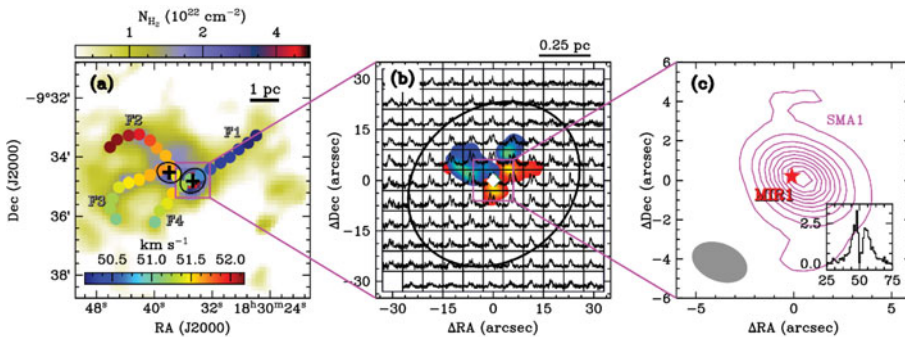 N_H₂ (10²² cm⁻²)
1 2 4
(a)
1 pc
F2
F1
F3
F4
km s⁻¹
50.5 51.0 51.5 52.0
-9°32'
34'
36'
38'
Dec (J2000)
48ˢ 40ˢ 32ˢ 18ʰ30ᵐ24ˢ
RA (J2000)
0.25 pc
(b)
30
15
0
-15
-30
ΔDec (arcsec)
-30 -15 0 15 30
ΔRA (arcsec)
(c)
SMA1
MIR1
6
4
2
0
-2
-4
-6
ΔDec (arcsec)
2.5
0.0
25 50 75
-5 0 5
ΔRA (arcsec)